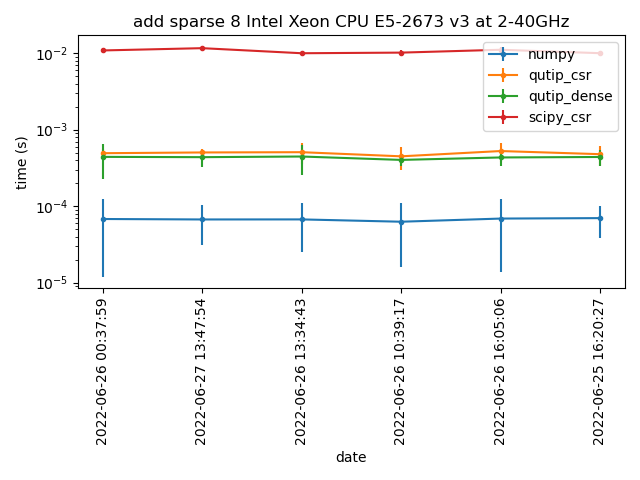 add sparse 8 Intel Xeon CPU E5-2673 v3 at 2-40GHz
numpy
qutip_csr
qutip_dense
scipy_csr
time (s)
10⁻²
10⁻³
10⁻⁴
10⁻⁵
2022-06-26 00:37:59
2022-06-27 13:47:54
2022-06-26 13:34:43
2022-06-26 10:39:17
2022-06-26 16:05:06
2022-06-25 16:20:27
date